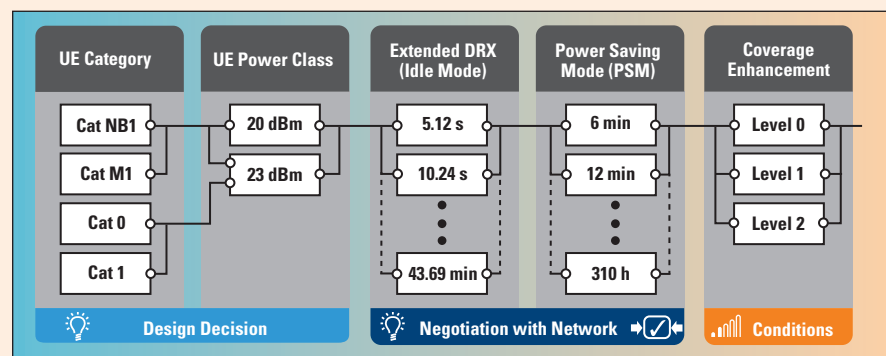 UE Category
UE Power Class
Extended DRX
(Idle Mode)
Power Saving
Mode (PSM)
Coverage
Enhancement
Cat NB1
20 dBm
5.12 s
6 min
Level 0
Cat M1
23 dBm
10.24 s
12 min
Level 1
Cat 0
Level 2
Cat 1
43.69 min
310 h
Design Decision
Negotiation with Network
Conditions